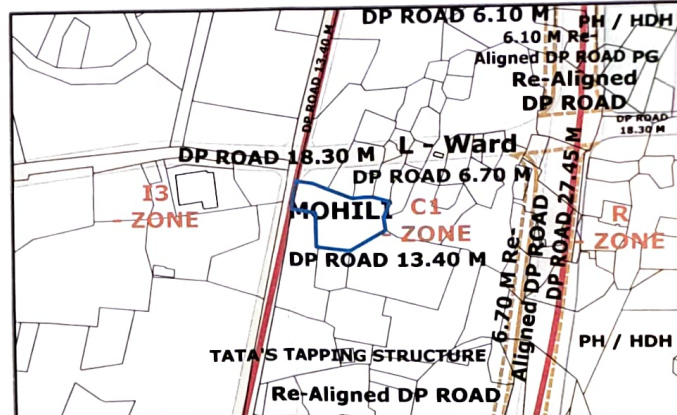 DP ROAD 6.10 M
PH / HDH
6.10 M Re-
Aligned DP ROAD PG
Re-Aligned
DP ROAD
DP ROAD
18.30 M
DP ROAD 13.40 M
L - Ward
DP ROAD 18.30 M
DP ROAD 6.70 M
DP ROAD 27.45 M
I3
- ZONE
MOHILI
C1
- ZONE
R
- ZONE
6.70 M Re-
Aligned DP ROAD
DP ROAD 13.40 M
PH / HDH
TATA'S TAPPING STRUCTURE
Re-Aligned DP ROAD